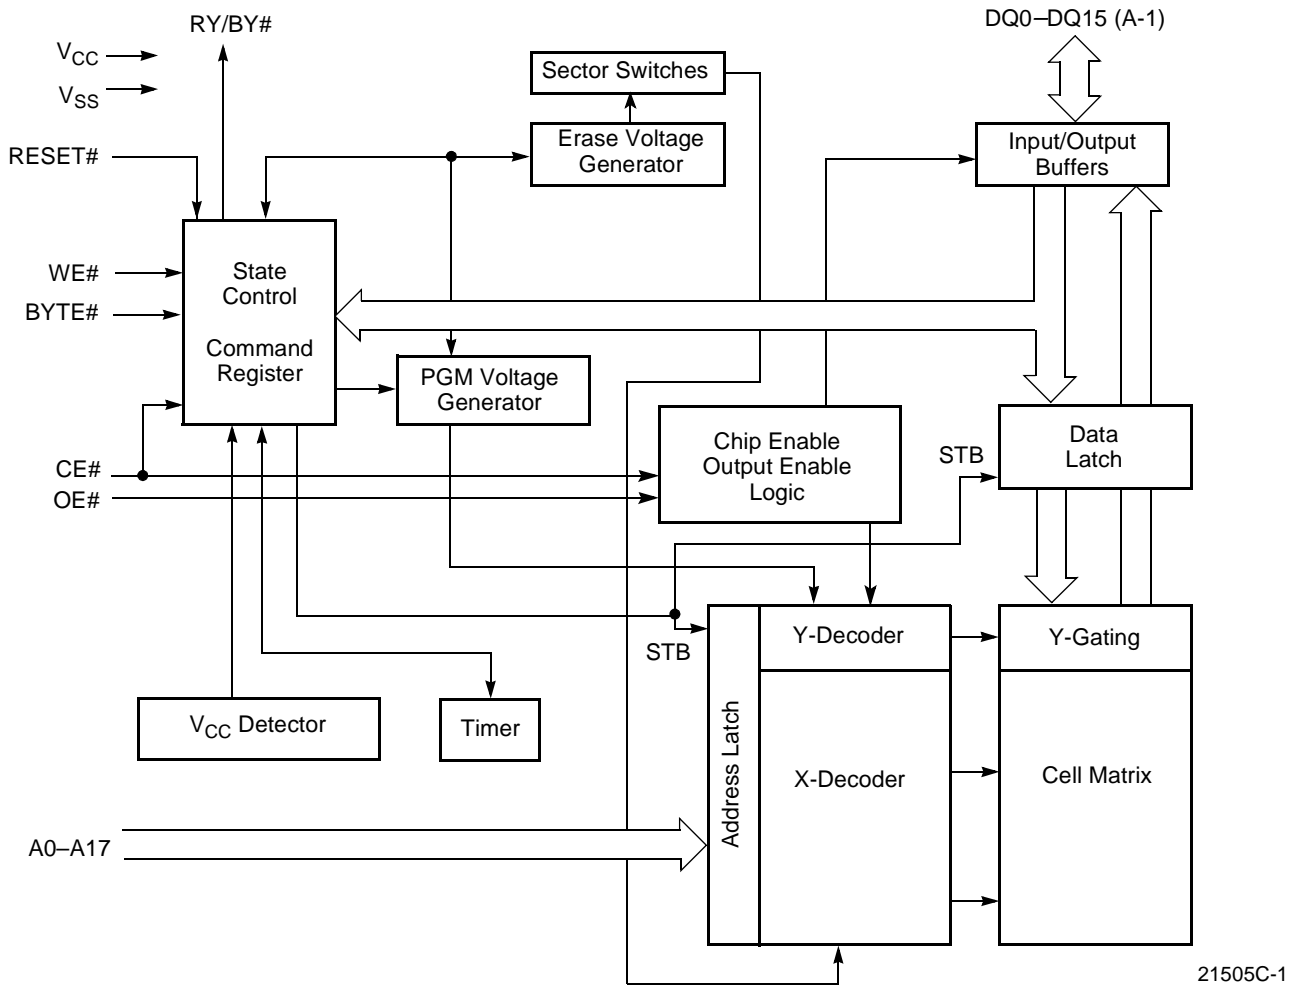 RY/BY#
DQ0–DQ15 (A-1)
VCC
VSS
Sector Switches
RESET#
Erase Voltage
Generator
Input/Output
Buffers
WE#
BYTE#
State
Control
Command
Register
PGM Voltage
Generator
CE#
OE#
Chip Enable
Output Enable
Logic
STB
Data
Latch
STB
Y-Decoder
Y-Gating
VCC Detector
Timer
Address Latch
X-Decoder
Cell Matrix
A0–A17
21505C-1